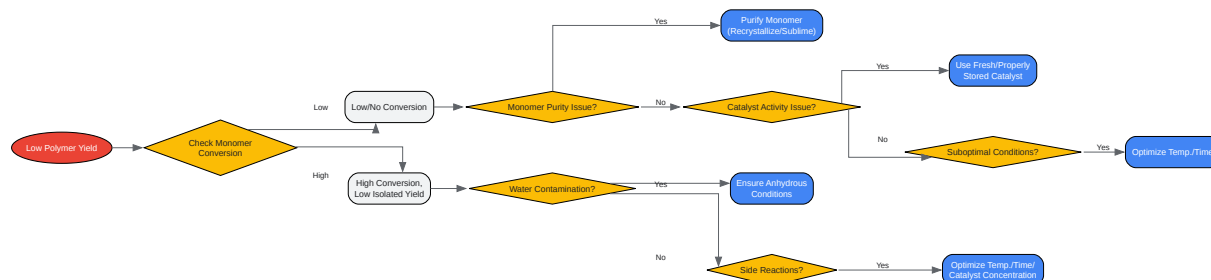 Low Polymer Yield
Check Monomer
Conversion
Low
Low/No Conversion
Monomer Purity Issue?
Yes
Purify Monomer
(Recrystallize/Sublime)
No
Catalyst Activity Issue?
Yes
Use Fresh/Properly
Stored Catalyst
No
Suboptimal Conditions?
Yes
Optimize Temp./Time
High
High Conversion,
Low Isolated Yield
Water Contamination?
Yes
Ensure Anhydrous
Conditions
No
Side Reactions?
Yes
Optimize Temp./Time/
Catalyst Concentration